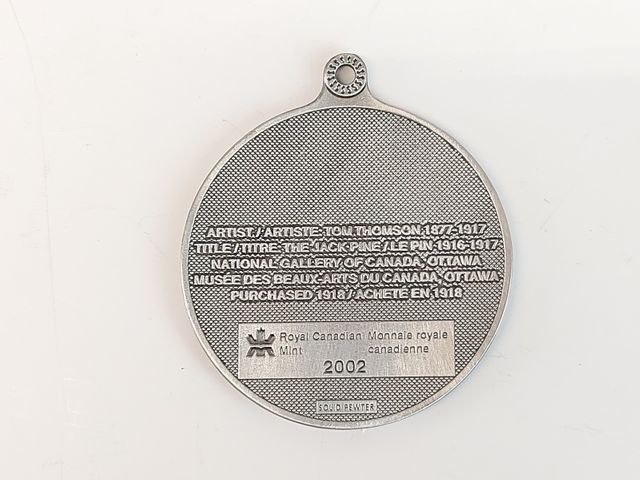 ARTIST / ARTISTE: TOM THOMSON 1877-1917
TITLE / TITRE: THE JACK PINE / LE PIN 1916-1917
NATIONAL GALLERY OF CANADA, OTTAWA
MUSÉE DES BEAUX-ARTS DU CANADA, OTTAWA
PURCHASED 1918 / ACHETÉ EN 1918
Royal Canadian Monnaie royale
Mint canadienne
2002
SOLID PEWTER